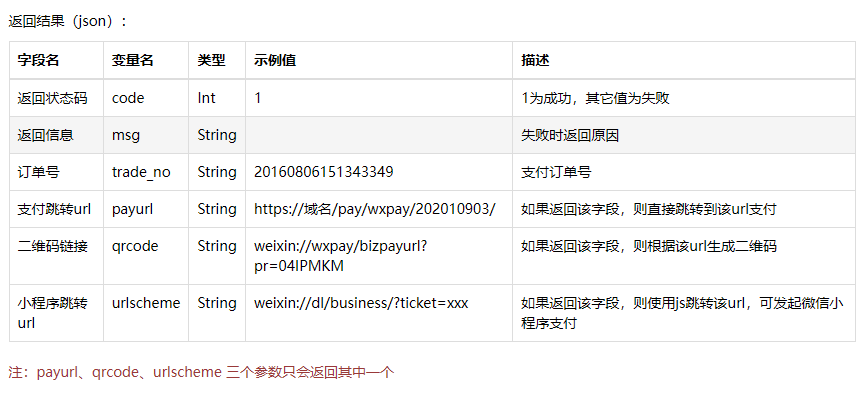 返回结果（json）：
字段名 变量名 类型 示例值 描述
返回状态码 code Int 1 1为成功，其它值为失败
返回信息 msg String 失败时返回原因
订单号 trade_no String 20160806151343349 支付订单号
支付跳转url payurl String https://域名/pay/wxpay/202010903/ 如果返回该字段，则直接跳转到该url支付
二维码链接 qrcode String weixin://wxpay/bizpayurl?
pr=04IPMKM 如果返回该字段，则根据该url生成二维码
小程序跳转
url urlscheme String weixin://dl/business/?ticket=xxx 如果返回该字段，则使用js跳转该url，可发起微信小
程序支付
注：payurl、qrcode、urlscheme 三个参数只会返回其中一个